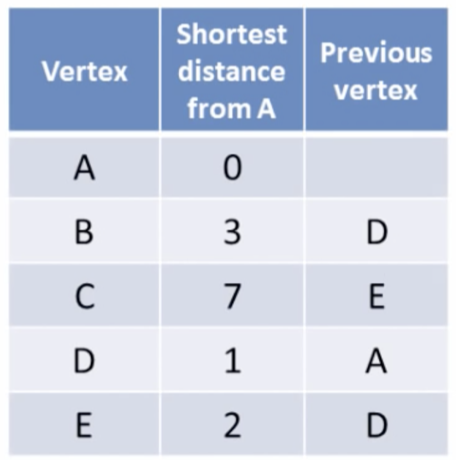 Vertex Shortest distance from A Previous vertex
A 0
B 3 D
C 7 E
D 1 A
E 2 D